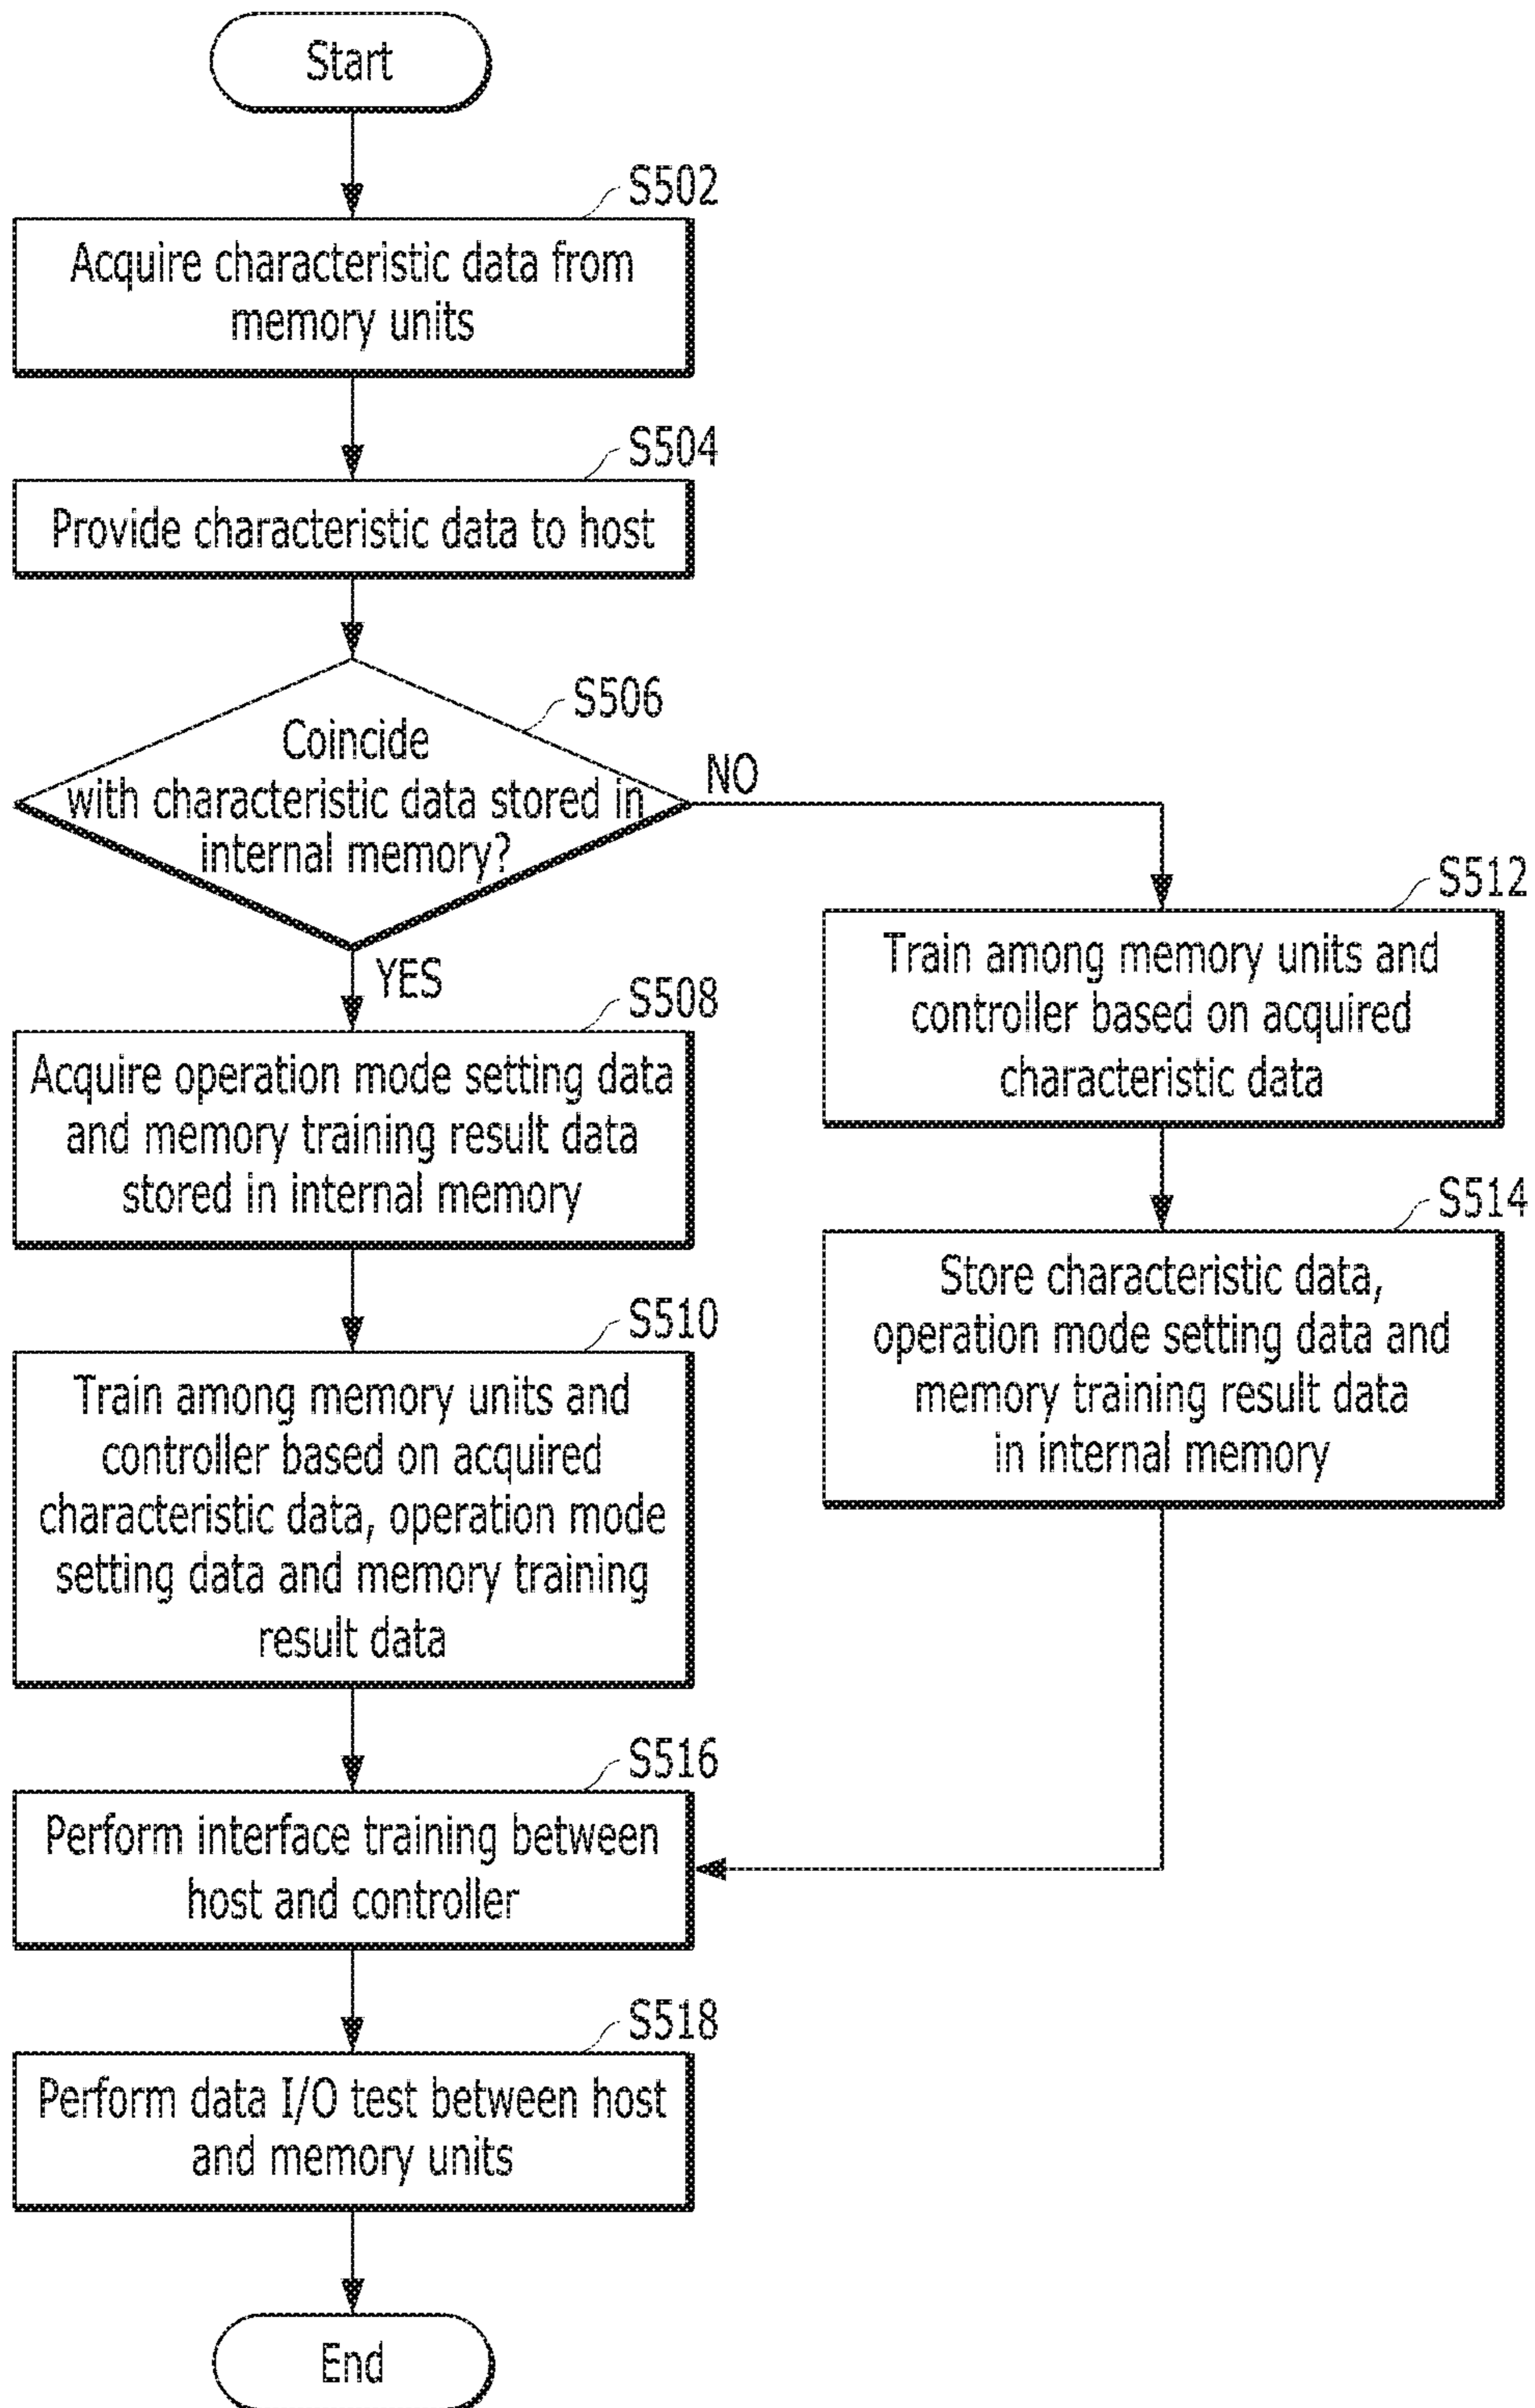 Start
S502
Acquire characteristic data from
memory units
S504
Provide characteristic data to host
S506
Coincide
with characteristic data stored in
internal memory?
NO
YES
S508
Acquire operation mode setting data
and memory training result data
stored in internal memory
S510
Train among memory units and
controller based on acquired
characteristic data, operation mode
setting data and memory training
result data
S512
Train among memory units and
controller based on acquired
characteristic data
S514
Store characteristic data,
operation mode setting data and
memory training result data
in internal memory
S516
Perform interface training between
host and controller
S518
Perform data I/O test between host
and memory units
End